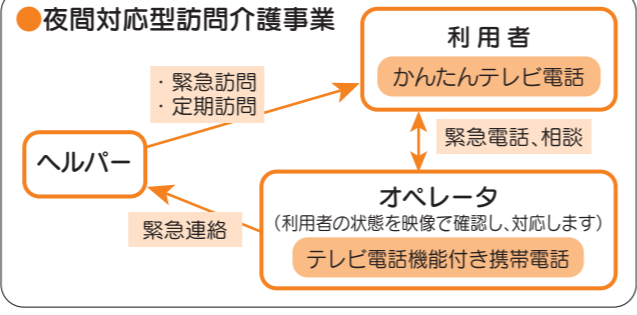 ●夜間対応型訪問介護事業
利用者
かんたんテレビ電話
・緊急訪問
・定期訪問
緊急電話、相談
ヘルパー
オペレータ
（利用者の状態を映像で確認し、対応します）
緊急連絡
テレビ電話機能付き携帯電話